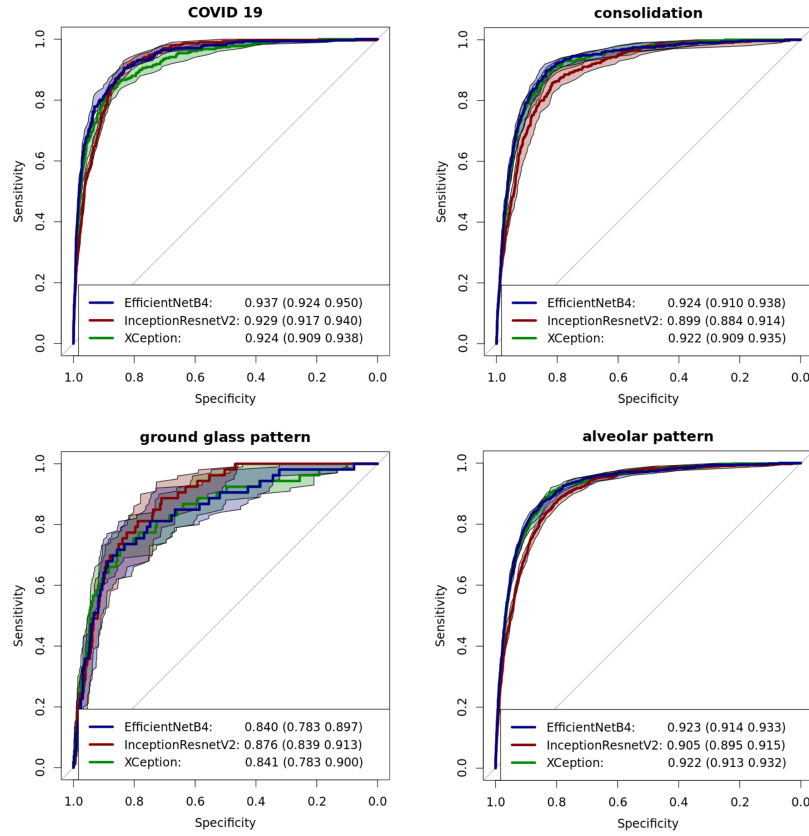 COVID 19
Sensitivity
1.0
0.8
0.6
0.4
0.2
0.0
EfficientNetB4: 0.937 (0.924 0.950)
InceptionResnetV2: 0.929 (0.917 0.940)
XCeption: 0.924 (0.909 0.938)
1.0 0.8 0.6 0.4 0.2 0.0
Specificity
consolidation
Sensitivity
1.0
0.8
0.6
0.4
0.2
0.0
EfficientNetB4: 0.924 (0.910 0.938)
InceptionResnetV2: 0.899 (0.884 0.914)
XCeption: 0.922 (0.909 0.935)
1.0 0.8 0.6 0.4 0.2 0.0
Specificity
ground glass pattern
Sensitivity
1.0
0.8
0.6
0.4
0.2
0.0
EfficientNetB4: 0.840 (0.783 0.897)
InceptionResnetV2: 0.876 (0.839 0.913)
XCeption: 0.841 (0.783 0.900)
1.0 0.8 0.6 0.4 0.2 0.0
Specificity
alveolar pattern
Sensitivity
1.0
0.8
0.6
0.4
0.2
0.0
EfficientNetB4: 0.923 (0.914 0.933)
InceptionResnetV2: 0.905 (0.895 0.915)
XCeption: 0.922 (0.913 0.932)
1.0 0.8 0.6 0.4 0.2 0.0
Specificity